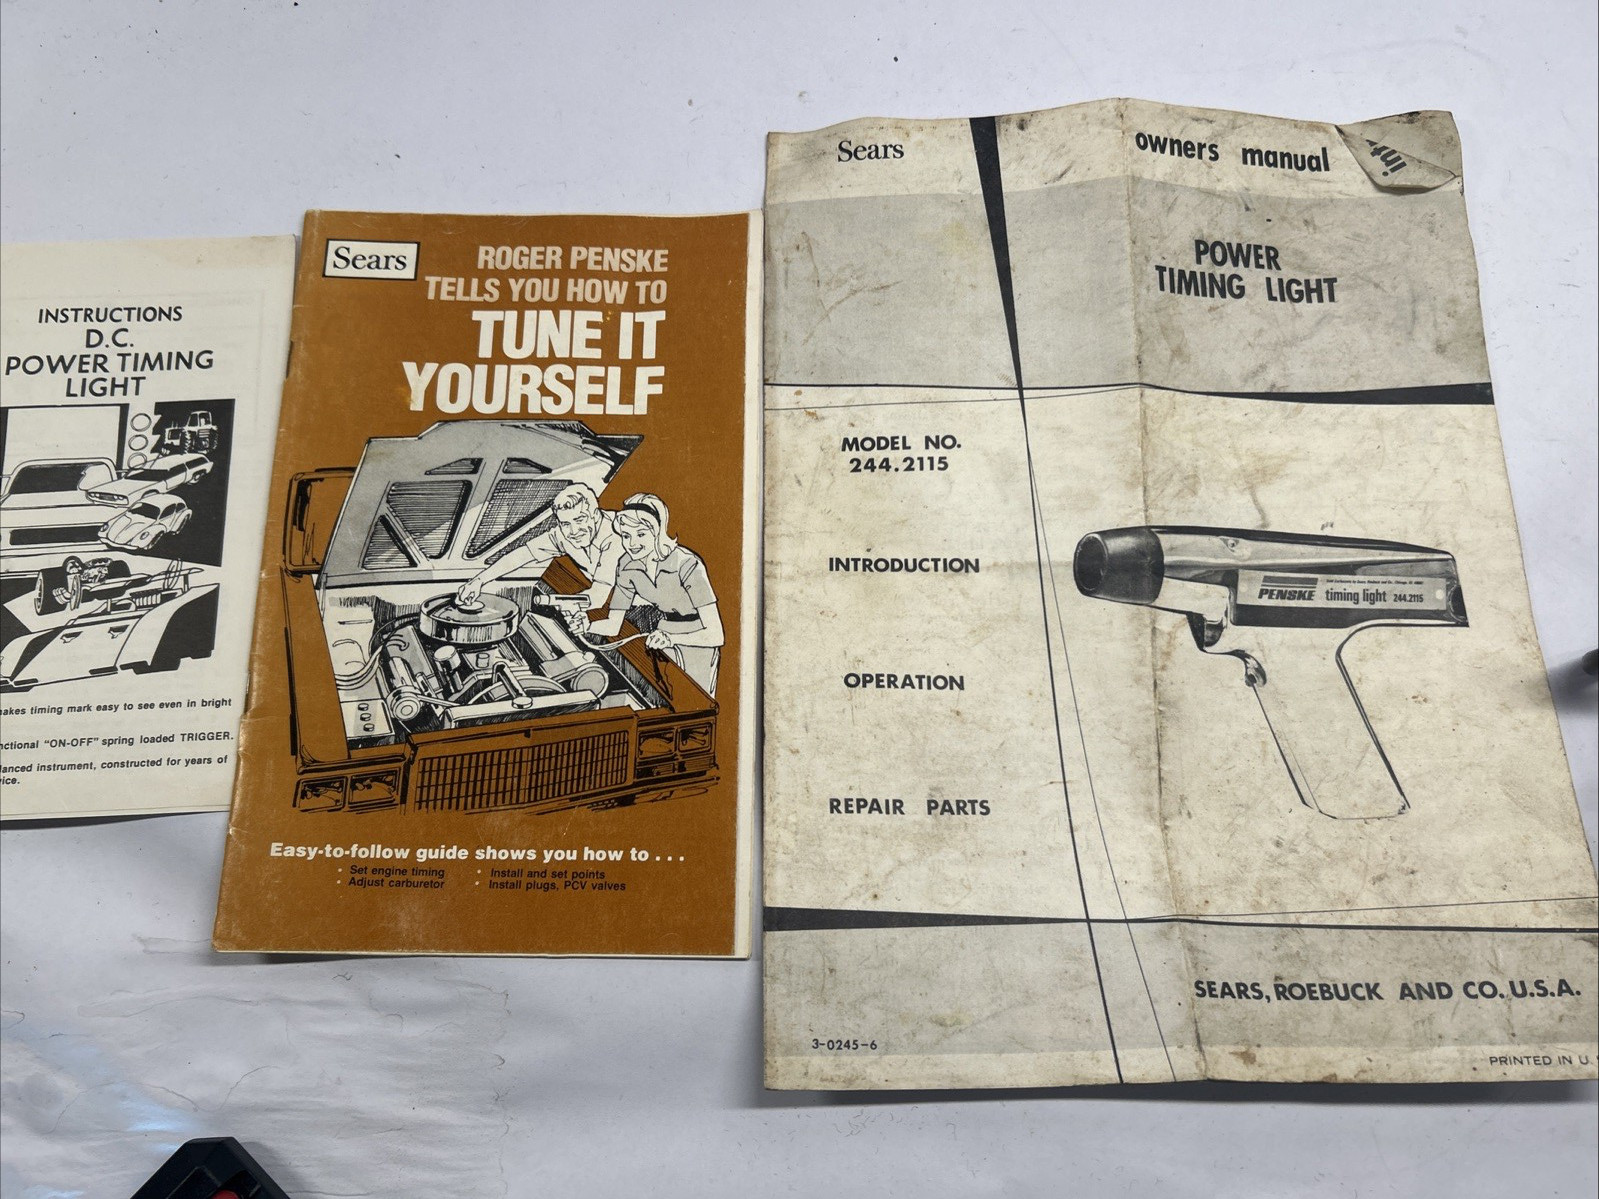 INSTRUCTIONS
D.C.
POWER TIMING
LIGHT
makes timing mark easy to see even in bright
nctional "ON-OFF" spring loaded TRIGGER.
lanced instrument, constructed for years of
ice.
Sears
ROGER PENSKE
TELLS YOU HOW TO
TUNE IT
YOURSELF
Easy-to-follow guide shows you how to . . .
• Set engine timing
• Adjust carburetor
• Install and set points
• Install plugs, PCV valves
Sears
owners manual
int
POWER
TIMING LIGHT
MODEL NO.
244.2115
INTRODUCTION
OPERATION
REPAIR PARTS
PENSKE timing light 244.2115
SEARS, ROEBUCK AND CO. U.S.A.
3-0245-6
PRINTED IN U.